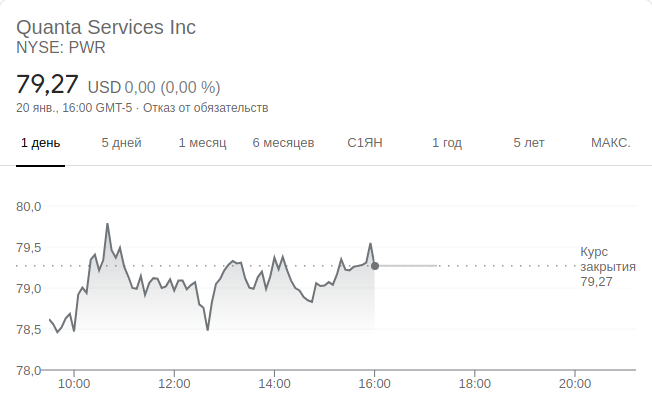 Quanta Services Inc
NYSE: PWR
79,27 USD 0,00 (0,00 %)
20 янв., 16:00 GMT-5 · Отказ от обязательств
1 день 5 дней 1 месяц 6 месяцев С1ЯН 1 год 5 лет МАКС.
80,0
79,5
Курс
закрытия
79,27
79,0
78,5
78,0
10:00 12:00 14:00 16:00 18:00 20:00